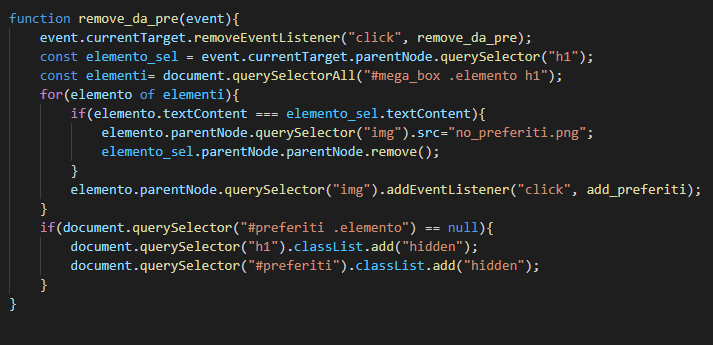 function remove_da_pre(event){
    event.currentTarget.removeEventListener("click", remove_da_pre);
    const elemento_sel = event.currentTarget.parentNode.querySelector("h1");
    const elementi= document.querySelectorAll("#mega_box .elemento h1");
    for(elemento of elementi){
        if(elemento.textContent === elemento_sel.textContent){
            elemento.parentNode.querySelector("img").src="no_preferiti.png";
            elemento_sel.parentNode.parentNode.remove();
        }
        elemento.parentNode.querySelector("img").addEventListener("click", add_preferiti);
    }
    if(document.querySelector("#preferiti .elemento") == null){
        document.querySelector("h1").classList.add("hidden");
        document.querySelector("#preferiti").classList.add("hidden");
    }
}